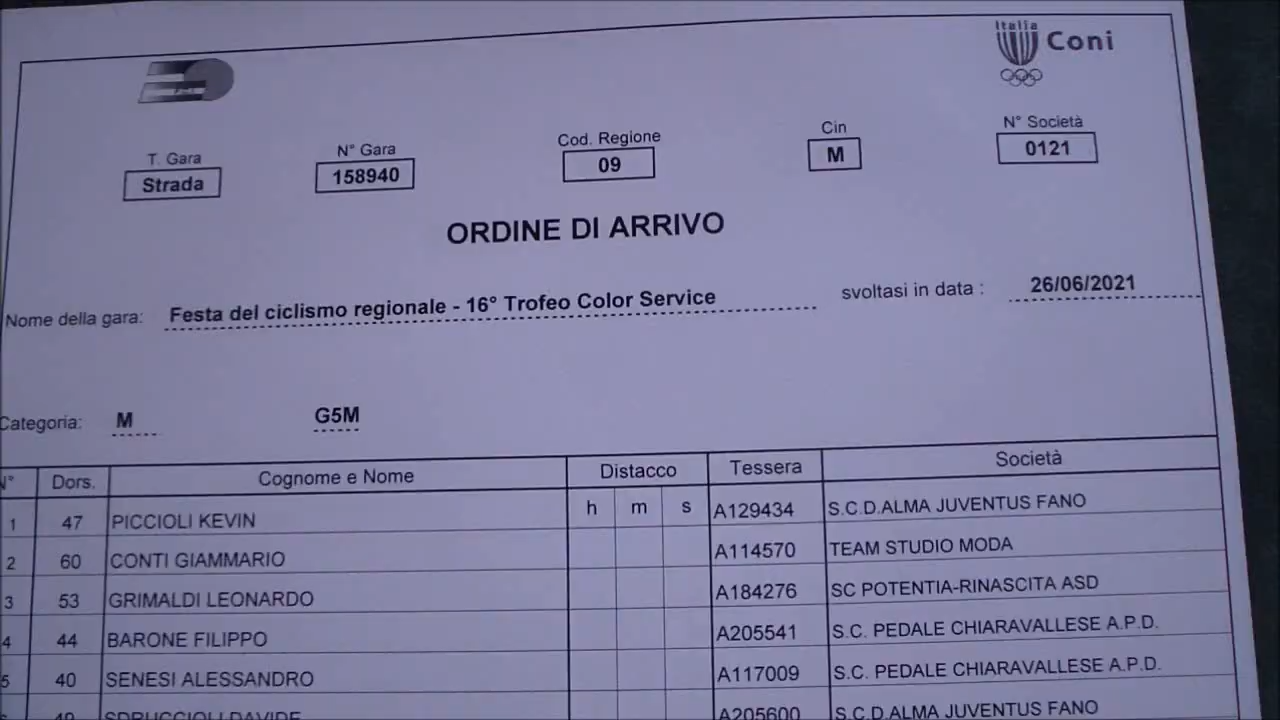 Italia
Coni
T. Gara
N° Gara
Cod. Regione
Cin
N° Società
Strada
158940
09
M
0121
ORDINE DI ARRIVO
Nome della gara: Festa del ciclismo regionale - 16° Trofeo Color Service svoltasi in data : 26/06/2021
Categoria: M G5M
N° Dors. Cognome e Nome Distacco Tessera Società
h m s
1 47 PICCIOLI KEVIN A129434 S.C.D.ALMA JUVENTUS FANO
2 60 CONTI GIAMMARIO A114570 TEAM STUDIO MODA
3 53 GRIMALDI LEONARDO A184276 SC POTENTIA-RINASCITA ASD
4 44 BARONE FILIPPO A205541 S.C. PEDALE CHIARAVALLESE A.P.D.
5 40 SENESI ALESSANDRO A117009 S.C. PEDALE CHIARAVALLESE A.P.D.
SDRUCCIOLI DAVIDE A205600 S.C.D.ALMA JUVENTUS FANO